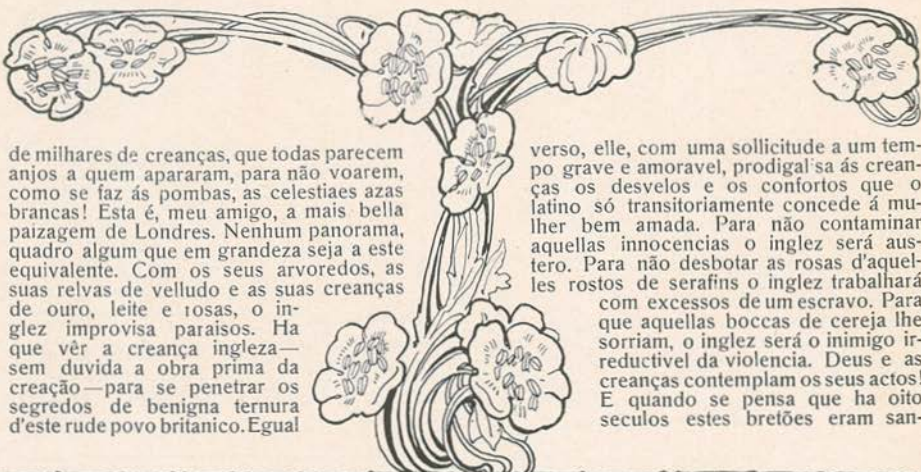 de milhares de creanças, que todas parecem
anjos a quem apararam, para não voarem,
como se faz ás pombas, as celestiaes azas
brancas! Esta é, meu amigo, a mais bella
paizagem de Londres. Nenhum panorama,
quadro algum que em grandeza seja a este
equivalente. Com os seus arvoredos, as
suas relvas de velludo e as suas creanças
de ouro, leite e rosas, o in-
glez improvisa paraisos. Ha
que vêr a creança ingleza—
sem duvida a obra prima da
creação—para se penetrar os
segredos de benigna ternura
d'este rude povo britanico. Egual
verso, elle, com uma sollicitude a um tem-
po grave e amoravel, prodigalisa ás crean-
ças os desvelos e os confortos que o
latino só transitoriamente concede á mu-
lher bem amada. Para não contaminar
aquellas innocencias o inglez será aus-
tero. Para não desbotar as rosas d'aquel-
les rostos de serafins o inglez trabalhará
com excessos de um escravo. Para
que aquellas boccas de cereja lhe
sorriam, o inglez será o inimigo ir-
reductivel da violencia. Deus e as
creanças contemplam os seus actos!
E quando se pensa que ha oito
seculos estes bretões eram san-